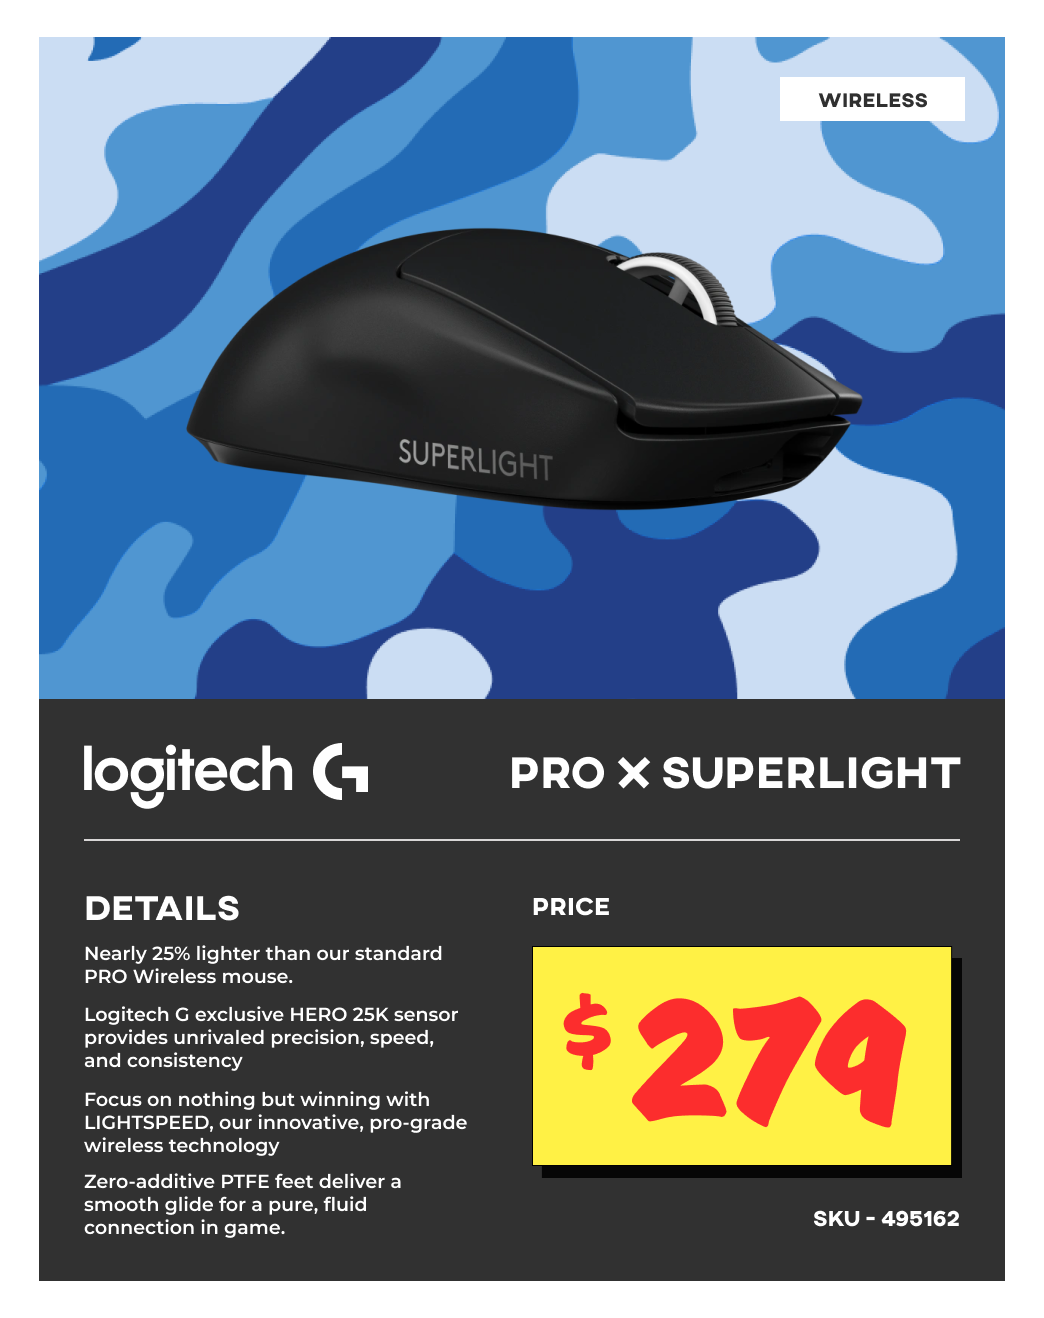 WIRELESS
SUPERLIGHT
logitech G
PRO X SUPERLIGHT
DETAILS
Nearly 25% lighter than our standard
PRO Wireless mouse.
Logitech G exclusive HERO 25K sensor
provides unrivaled precision, speed,
and consistency
Focus on nothing but winning with
LIGHTSPEED, our innovative, pro-grade
wireless technology
Zero-additive PTFE feet deliver a
smooth glide for a pure, fluid
connection in game.
PRICE
$279
SKU - 495162